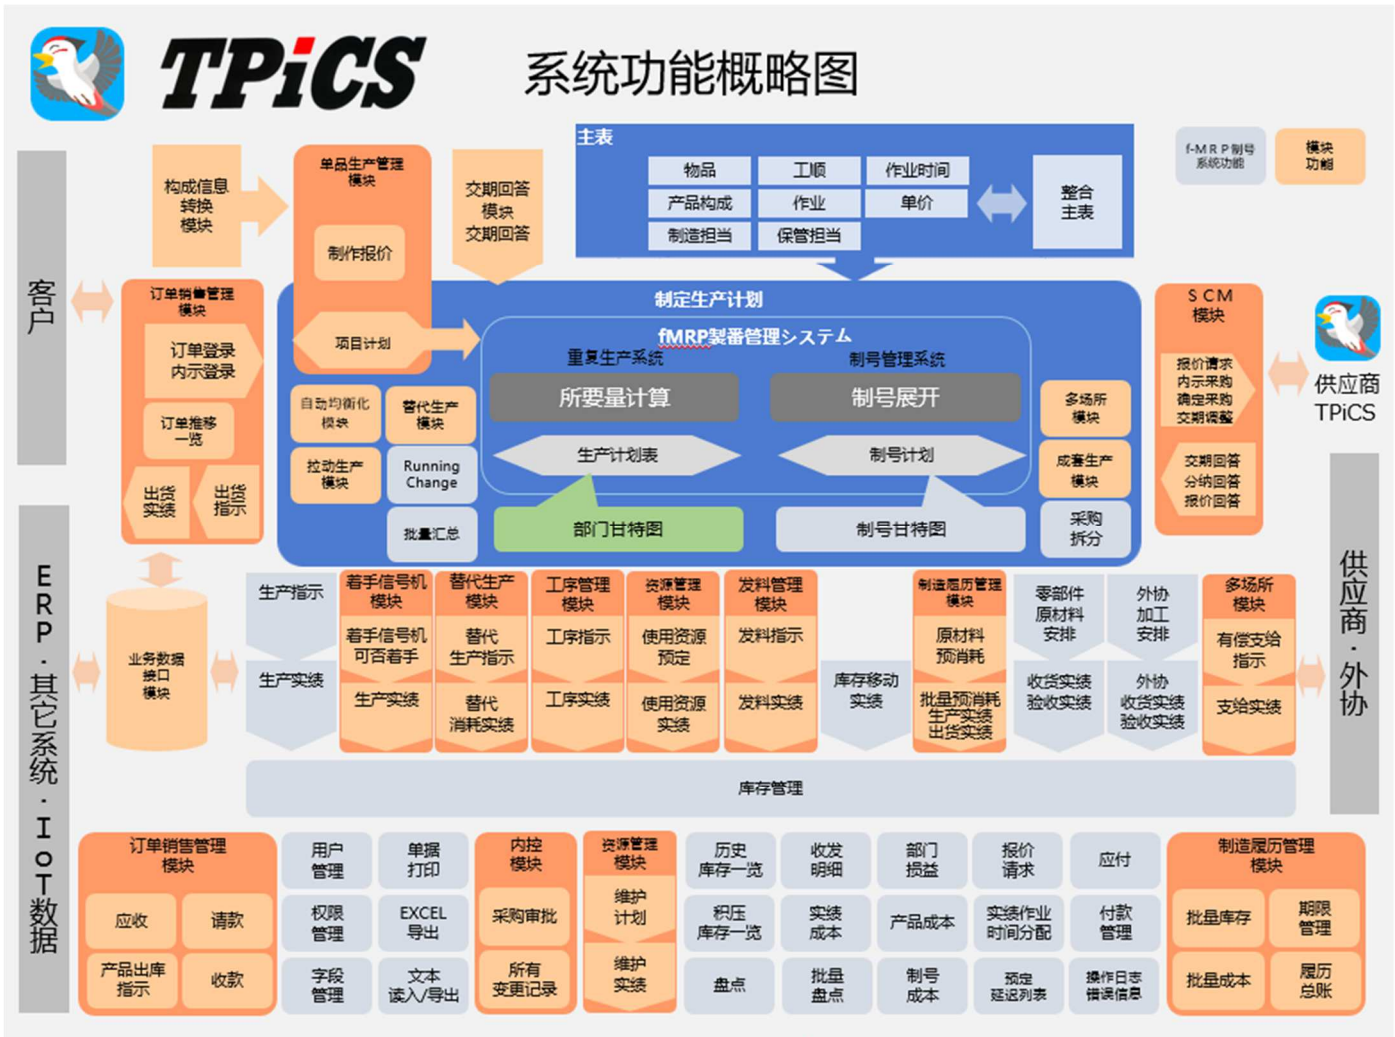 TPiCS
系统功能概略图
f-MRP制号
系统功能
模块
功能
客户
构成信息
转换
模块
单品生产管理
模块
制作报价
项目计划
交期回答
模块
交期回答
主表
物品
工顺
作业时间
产品构成
作业
单价
制造担当
保管担当
整合
主表
订单销售管理
模块
订单登录
内示登录
订单推移
一览
出货
实绩
出货
指示
制定生产计划
fMRP製番管理システム
重复生产系统
制号管理系统
所要量计算
制号展开
生产计划表
制号计划
部门甘特图
制号甘特图
自动均衡化
模块
替代生产
模块
拉动生产
模块
Running
Change
批量汇总
多场所
模块
成套生产
模块
采购
拆分
SCM
模块
报价请求
内示采购
确定采购
交期调整
交期回答
分纳回答
报价回答
供应商
TPiCS
ERP·其它系统·IoT数据
业务数据
接口
模块
生产指示
生产实绩
着手信号机
模块
着手信号机
可否着手
生产实绩
替代生产
模块
替代
生产指示
替代
消耗实绩
工序管理
模块
工序指示
工序实绩
资源管理
模块
使用资源
预定
使用资源
实绩
发料管理
模块
发料指示
发料实绩
库存移动
实绩
制造履历管理
模块
原材料
预消耗
批量预消耗
生产实绩
出货实绩
零部件
原材料
安排
收货实绩
验收实绩
外协
加工
安排
外协
收货实绩
验收实绩
多场所
模块
有偿支给
指示
支给实绩
供应商·外协
库存管理
订单销售管理
模块
应收
请款
产品出库
指示
收款
用户
管理
单据
打印
权限
管理
EXCEL
导出
字段
管理
文本
读入/导出
内控
模块
采购审批
所有
变更记录
资源管理
模块
维护
计划
维护
实绩
历史
库存一览
收发
明细
部门
损益
报价
请求
应付
积压
库存一览
实绩
成本
产品成本
实绩作业
时间分配
付款
管理
盘点
批量
盘点
制号
成本
预定
延迟列表
操作日志
错误信息
制造履历管理
模块
批量库存
期限
管理
批量成本
履历
总账